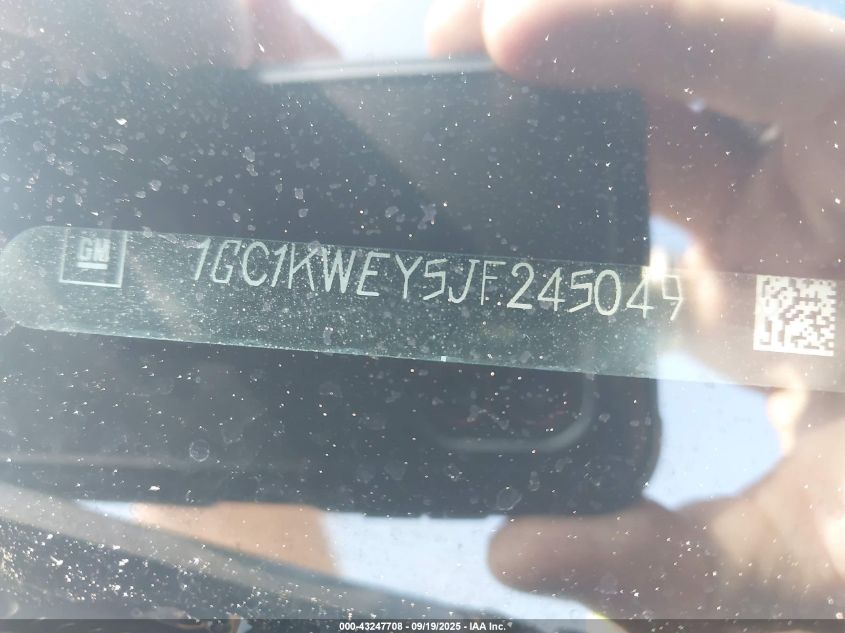 GM
1GC1KWEY5JF245049
000-43247708 - 09/19/2025 - IAA Inc.